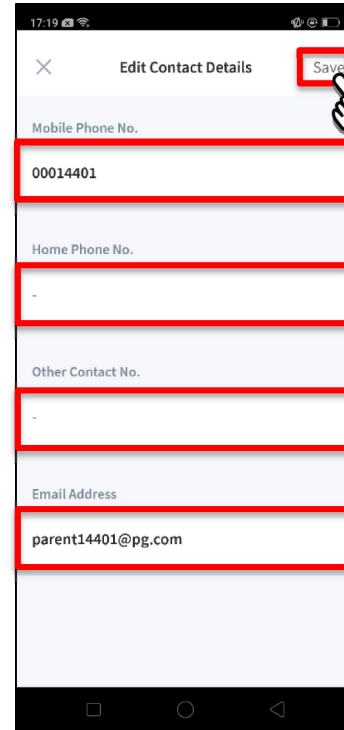 17:19
Edit Contact Details
Save
Mobile Phone No.
00014401
Home Phone No.
-
Other Contact No.
-
Email Address
parent14401@pg.com